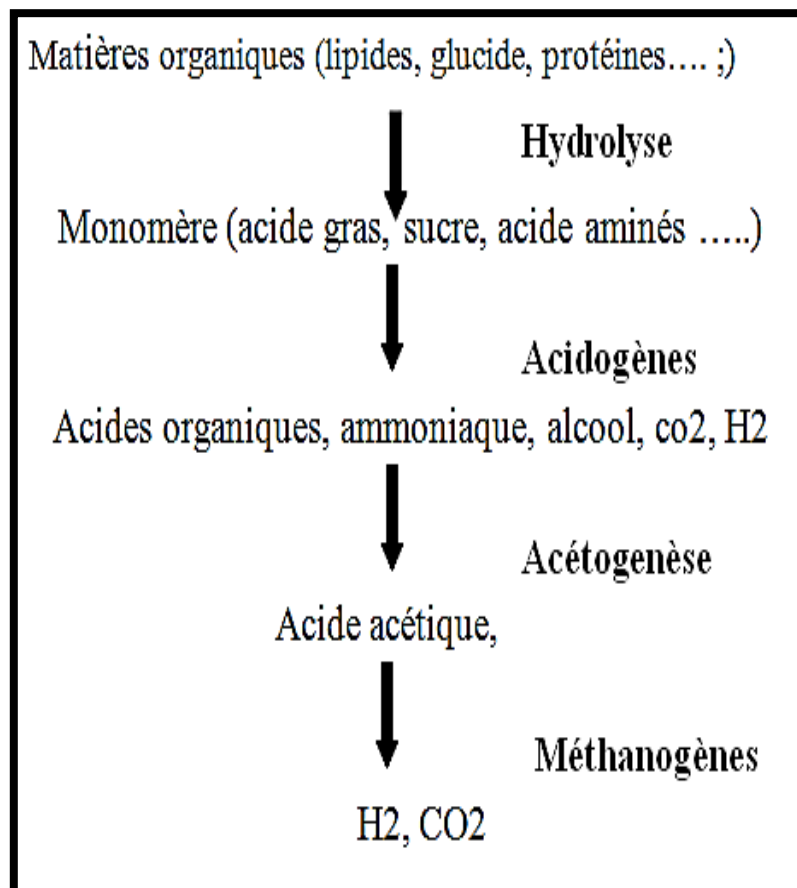 Matières organiques (lipides, glucide, protéines.... ;)
Hydrolyse
Monomère (acide gras, sucre, acide aminés .....)
Acidogènes
Acides organiques, ammoniaque, alcool, co2, H2
Acétogenèse
Acide acétique,
Méthanogènes
H2, CO2